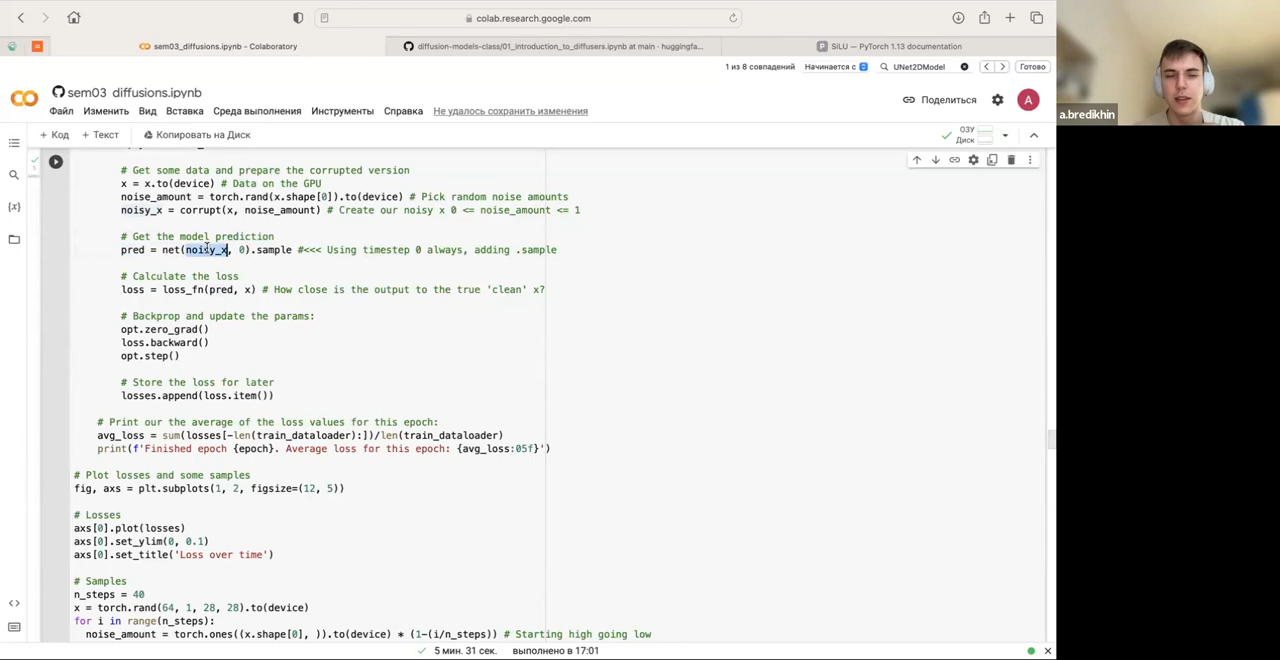 colab.research.google.com
sem03_diffusions.ipynb - Colaboratory
diffusion-models-class/01_introduction_to_diffusers.ipynb at main · huggingfa...
SiLU — PyTorch 1.13 documentation
1 из 8 совпадений
Начинается с
UNet2DModel
Готово
sem03_diffusions.ipynb
Файл Изменить Вид Вставка Среда выполнения Инструменты Справка Не удалось сохранить изменения
Поделиться
A
+ Код + Текст Копировать на Диск
ОЗУ
Диск
# Get some data and prepare the corrupted version
x = x.to(device) # Data on the GPU
noise_amount = torch.rand(x.shape[0]).to(device) # Pick random noise amounts
noisy_x = corrupt(x, noise_amount) # Create our noisy x 0 <= noise_amount <= 1
# Get the model prediction
pred = net(noisy_x, 0).sample #<<< Using timestep 0 always, adding .sample
# Calculate the loss
loss = loss_fn(pred, x) # How close is the output to the true 'clean' x?
# Backprop and update the params:
opt.zero_grad()
loss.backward()
opt.step()
# Store the loss for later
losses.append(loss.item())
# Print our the average of the loss values for this epoch:
avg_loss = sum(losses[-len(train_dataloader):])/len(train_dataloader)
print(f'Finished epoch {epoch}. Average loss for this epoch: {avg_loss:05f}')
# Plot losses and some samples
fig, axs = plt.subplots(1, 2, figsize=(12, 5))
# Losses
axs[0].plot(losses)
axs[0].set_ylim(0, 0.1)
axs[0].set_title('Loss over time')
# Samples
n_steps = 40
x = torch.rand(64, 1, 28, 28).to(device)
for i in range(n_steps):
noise_amount = torch.ones((x.shape[0], )).to(device) * (1-(i/n_steps)) # Starting high going low
5 мин. 31 сек. выполнено в 17:01
a.bredikhin